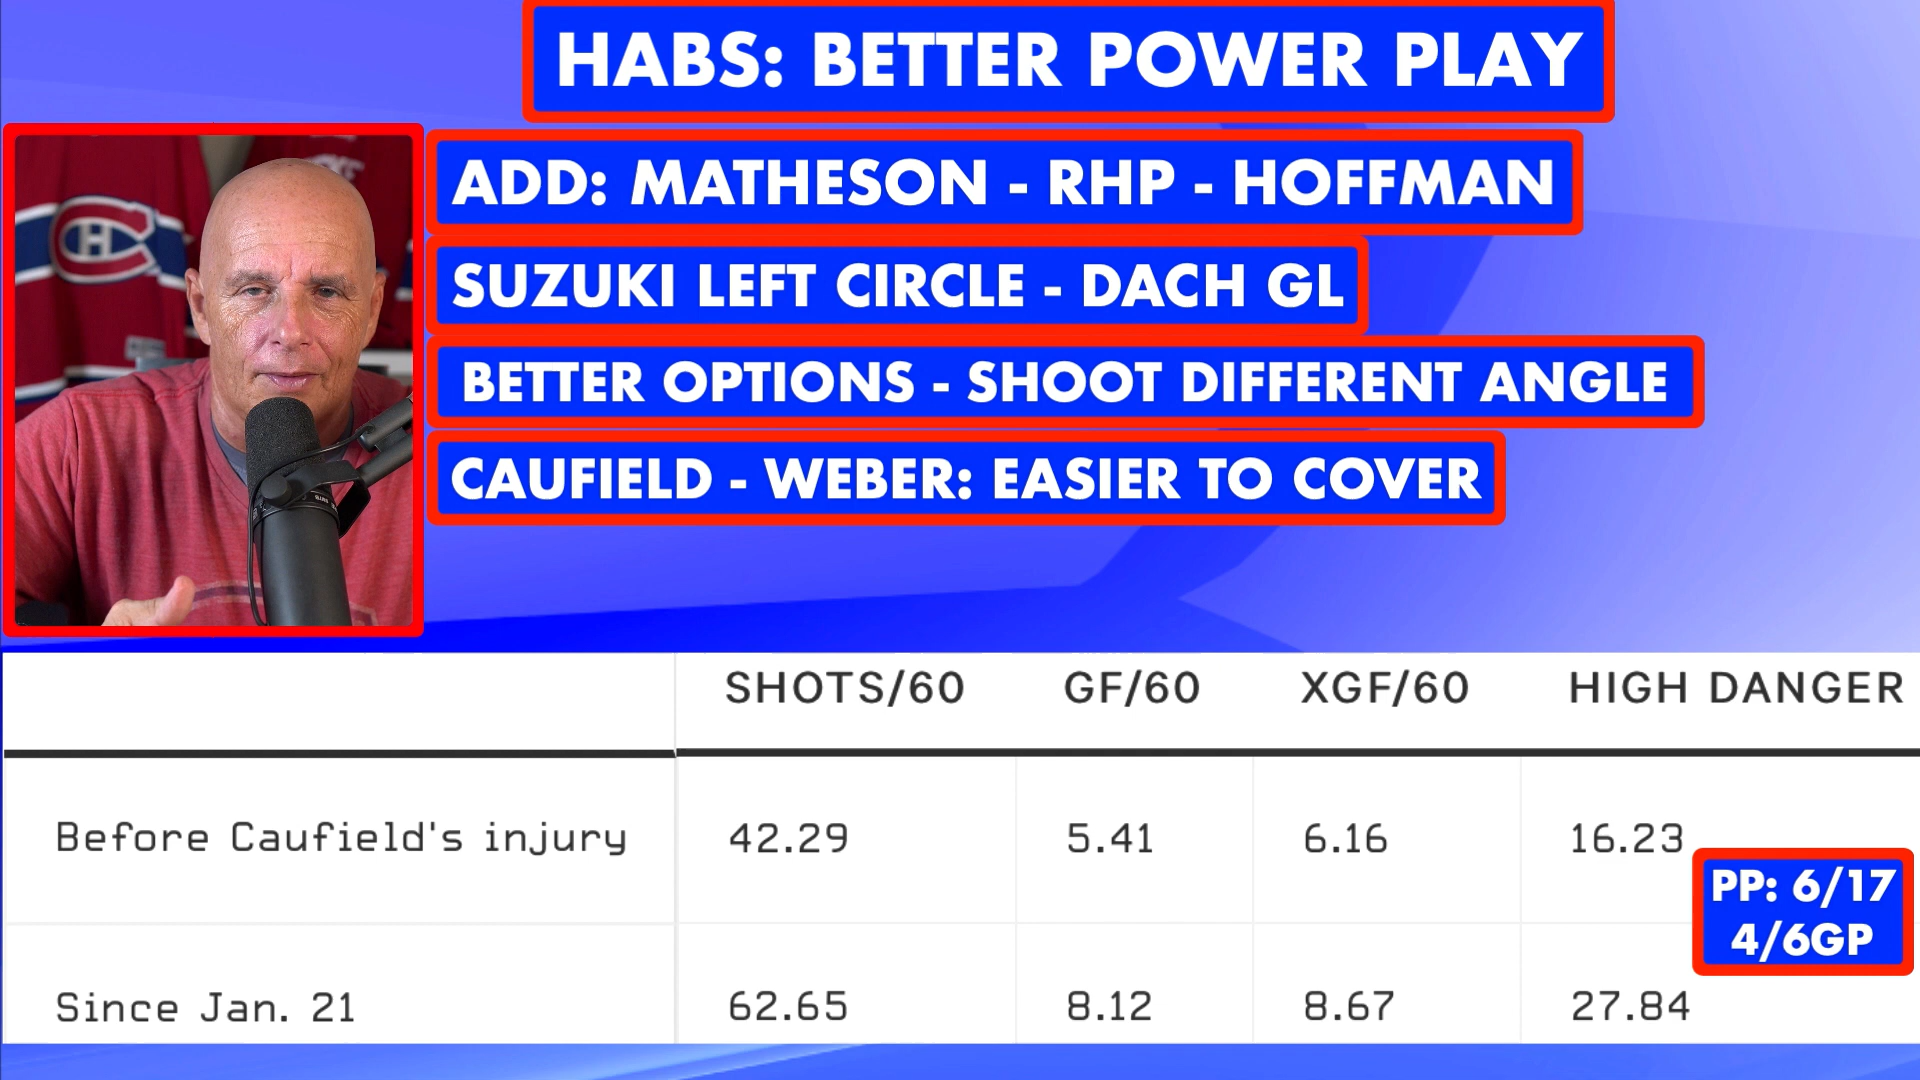 HABS: BETTER POWER PLAY
ADD: MATHESON - RHP - HOFFMAN
SUZUKI LEFT CIRCLE - DACH GL
BETTER OPTIONS - SHOOT DIFFERENT ANGLE
CAUFIELD - WEBER: EASIER TO COVER
SHOTS/60 GF/60 XGF/60 HIGH DANGER
Before Caufield's injury 42.29 5.41 6.16 16.23
PP: 6/17
4/6GP
Since Jan. 21 62.65 8.12 8.67 27.84